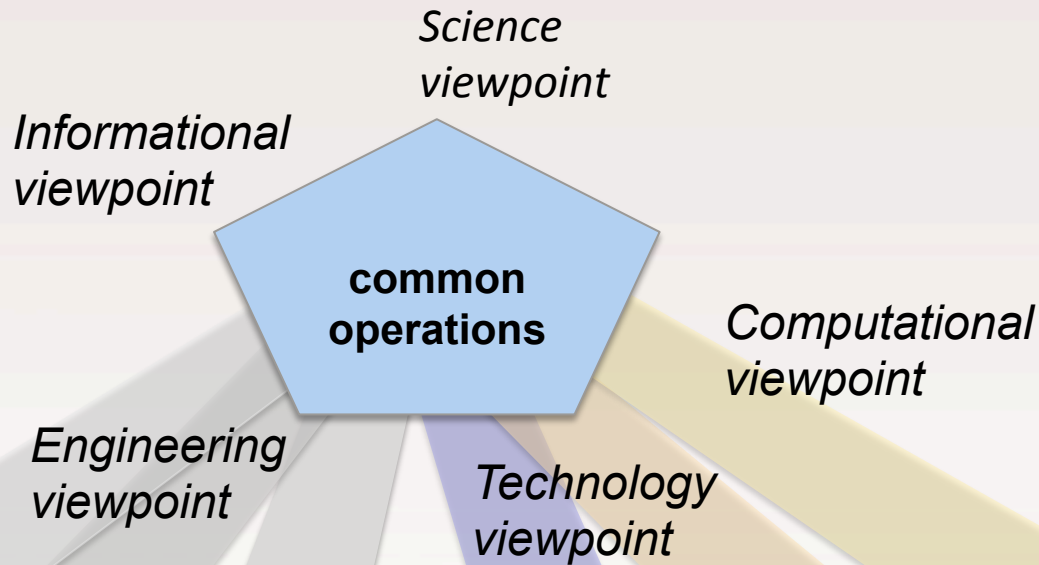 Science
viewpoint
Informational
viewpoint
common
operations
Computational
viewpoint
Engineering
viewpoint
Technology
viewpoint